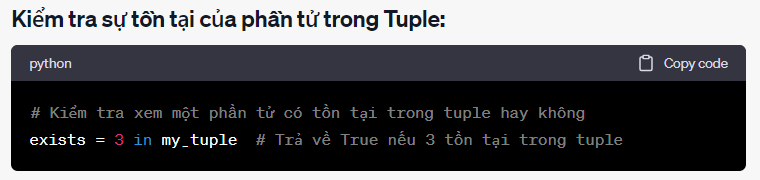 Kiểm tra sự tồn tại của phần tử trong Tuple:
python
Copy code
# Kiểm tra xem một phần tử có tồn tại trong tuple hay không
exists = 3 in my_tuple  # Trả về True nếu 3 tồn tại trong tuple